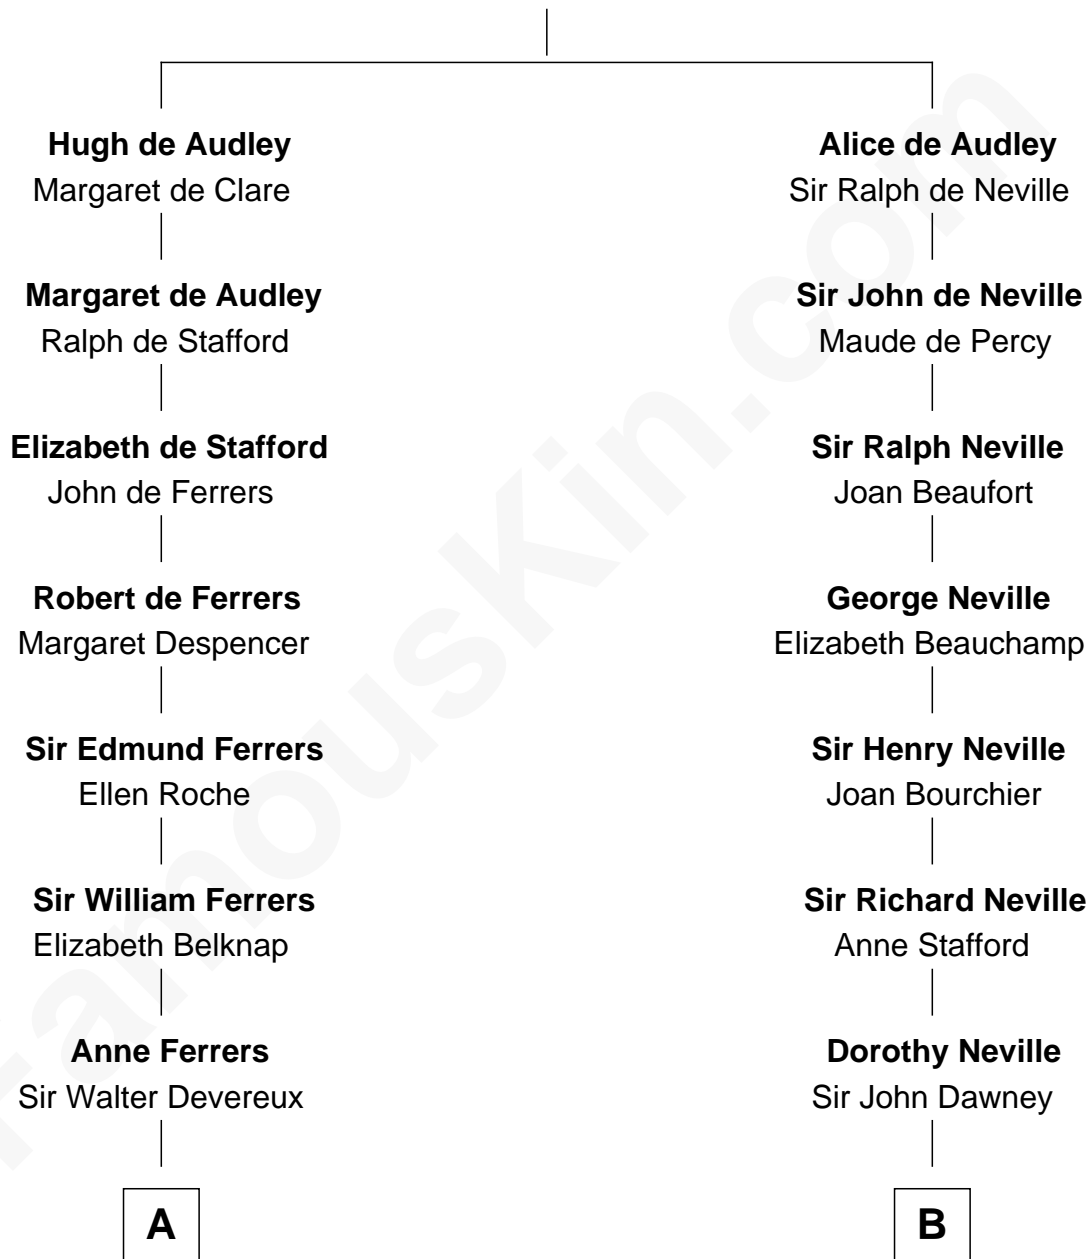 Hugh de Audley
Margaret de Clare
Margaret de Audley
Ralph de Stafford
Elizabeth de Stafford
John de Ferrers
Robert de Ferrers
Margaret Despencer
Sir Edmund Ferrers
Ellen Roche
Sir William Ferrers
Elizabeth Belknap
Anne Ferrers
Sir Walter Devereux
A
Alice de Audley
Sir Ralph de Neville
Sir John de Neville
Maude de Percy
Sir Ralph Neville
Joan Beaufort
George Neville
Elizabeth Beauchamp
Sir Henry Neville
Joan Bourchier
Sir Richard Neville
Anne Stafford
Dorothy Neville
Sir John Dawney
B
FamousKin.com